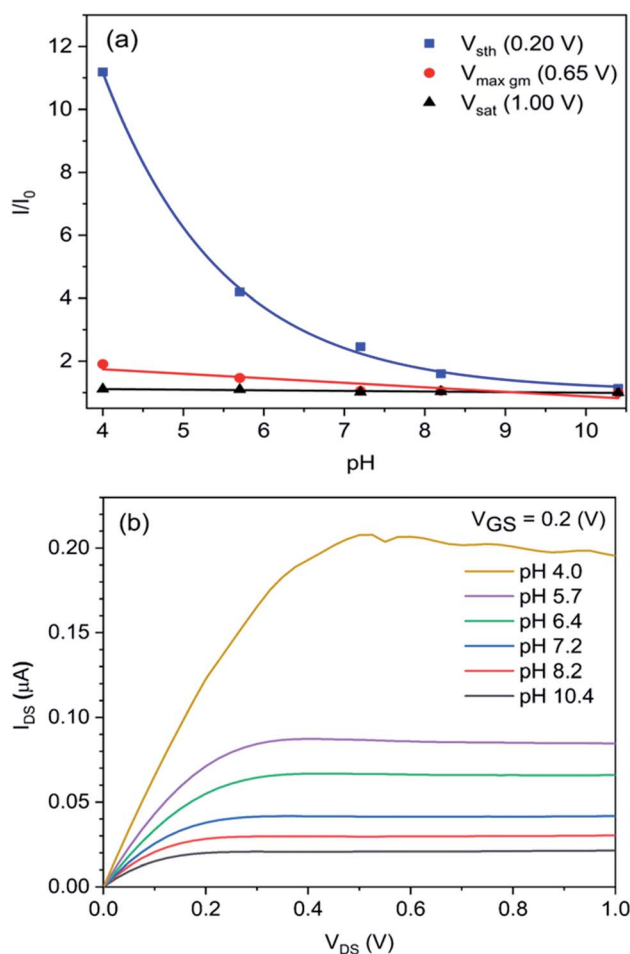 (a)
V_sth (0.20 V)
V_max gm (0.65 V)
V_sat (1.00 V)
12
10
8
6
4
2
I/I_0
4 5 6 7 8 9 10
pH
(b)
V_GS = 0.2 (V)
pH 4.0
pH 5.7
pH 6.4
pH 7.2
pH 8.2
pH 10.4
0.20
0.15
0.10
0.05
0.00
I_DS (μA)
0.0 0.2 0.4 0.6 0.8 1.0
V_DS (V)